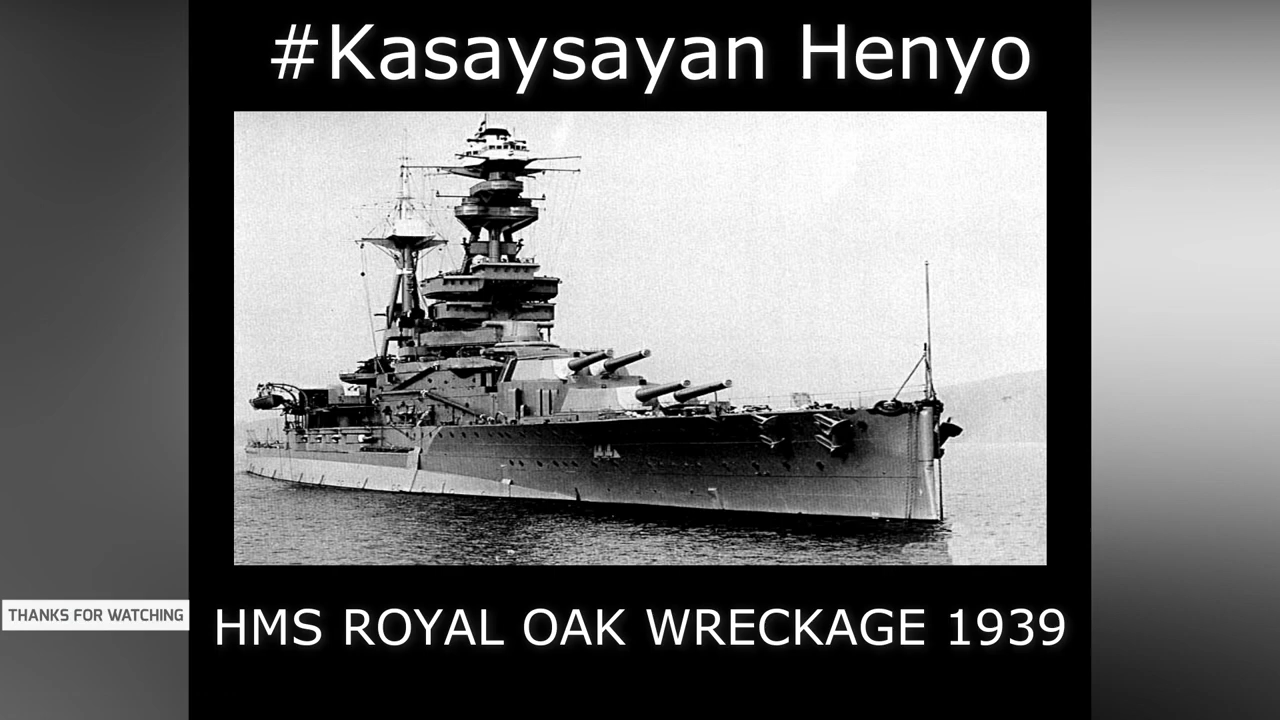 #Kasaysayan Henyo
THANKS FOR WATCHING
HMS ROYAL OAK WRECKAGE 1939